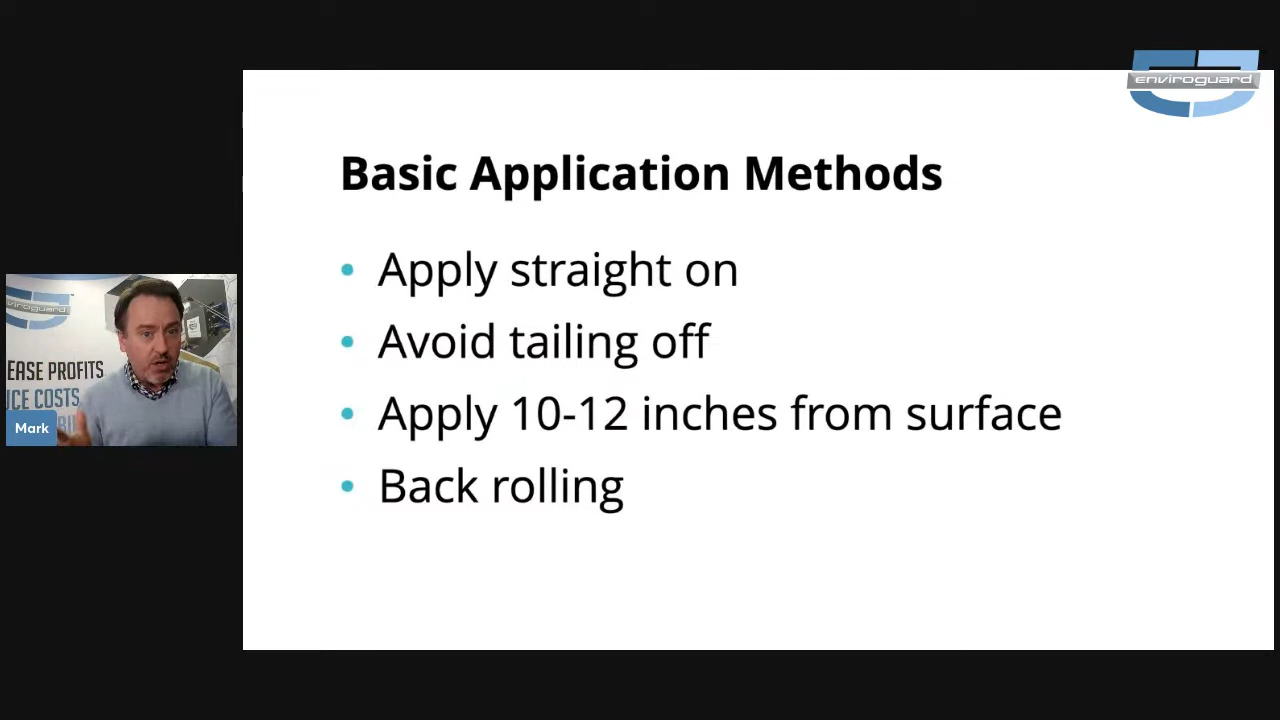 enviroguard
Basic Application Methods
• Apply straight on
• Avoid tailing off
• Apply 10-12 inches from surface
• Back rolling
enviroguard
EASE PROFITS
UCE COSTS
Mark